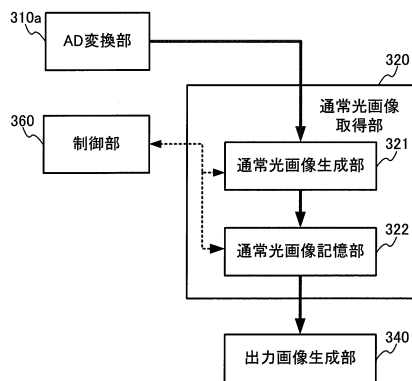 310a
AD変換部
320
通常光画像
取得部
360
制御部
321
通常光画像生成部
322
通常光画像記憶部
340
出力画像生成部